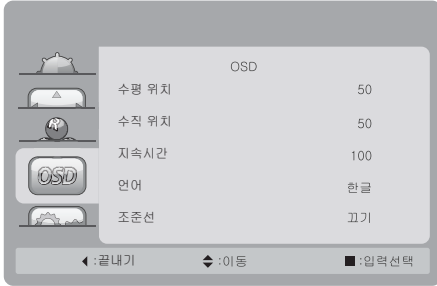 OSD
수평 위치 50
수직 위치 50
지속시간 100
언어 한글
조준선 끄기
R
OSD
◀ :끝내기 ◆ :이동 ■ :입력선택